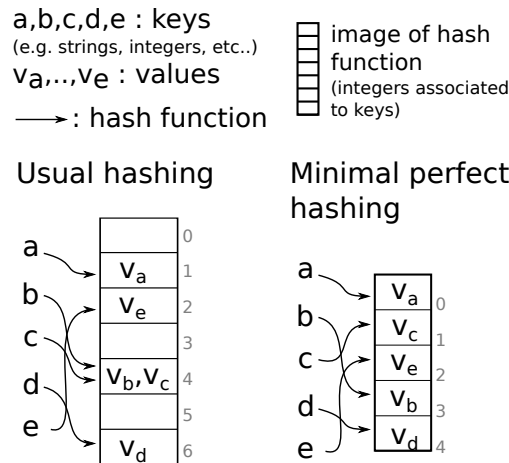 a,b,c,d,e : keys
(e.g. strings, integers, etc..)
va,..,ve : values
: hash function
image of hash
function
(integers associated
to keys)
Usual hashing
a
b
c
d
e
0
va
1
ve
2
3
vb,vc
4
5
vd
6
Minimal perfect
hashing
a
b
c
d
e
va
0
vc
1
ve
2
vb
3
vd
4